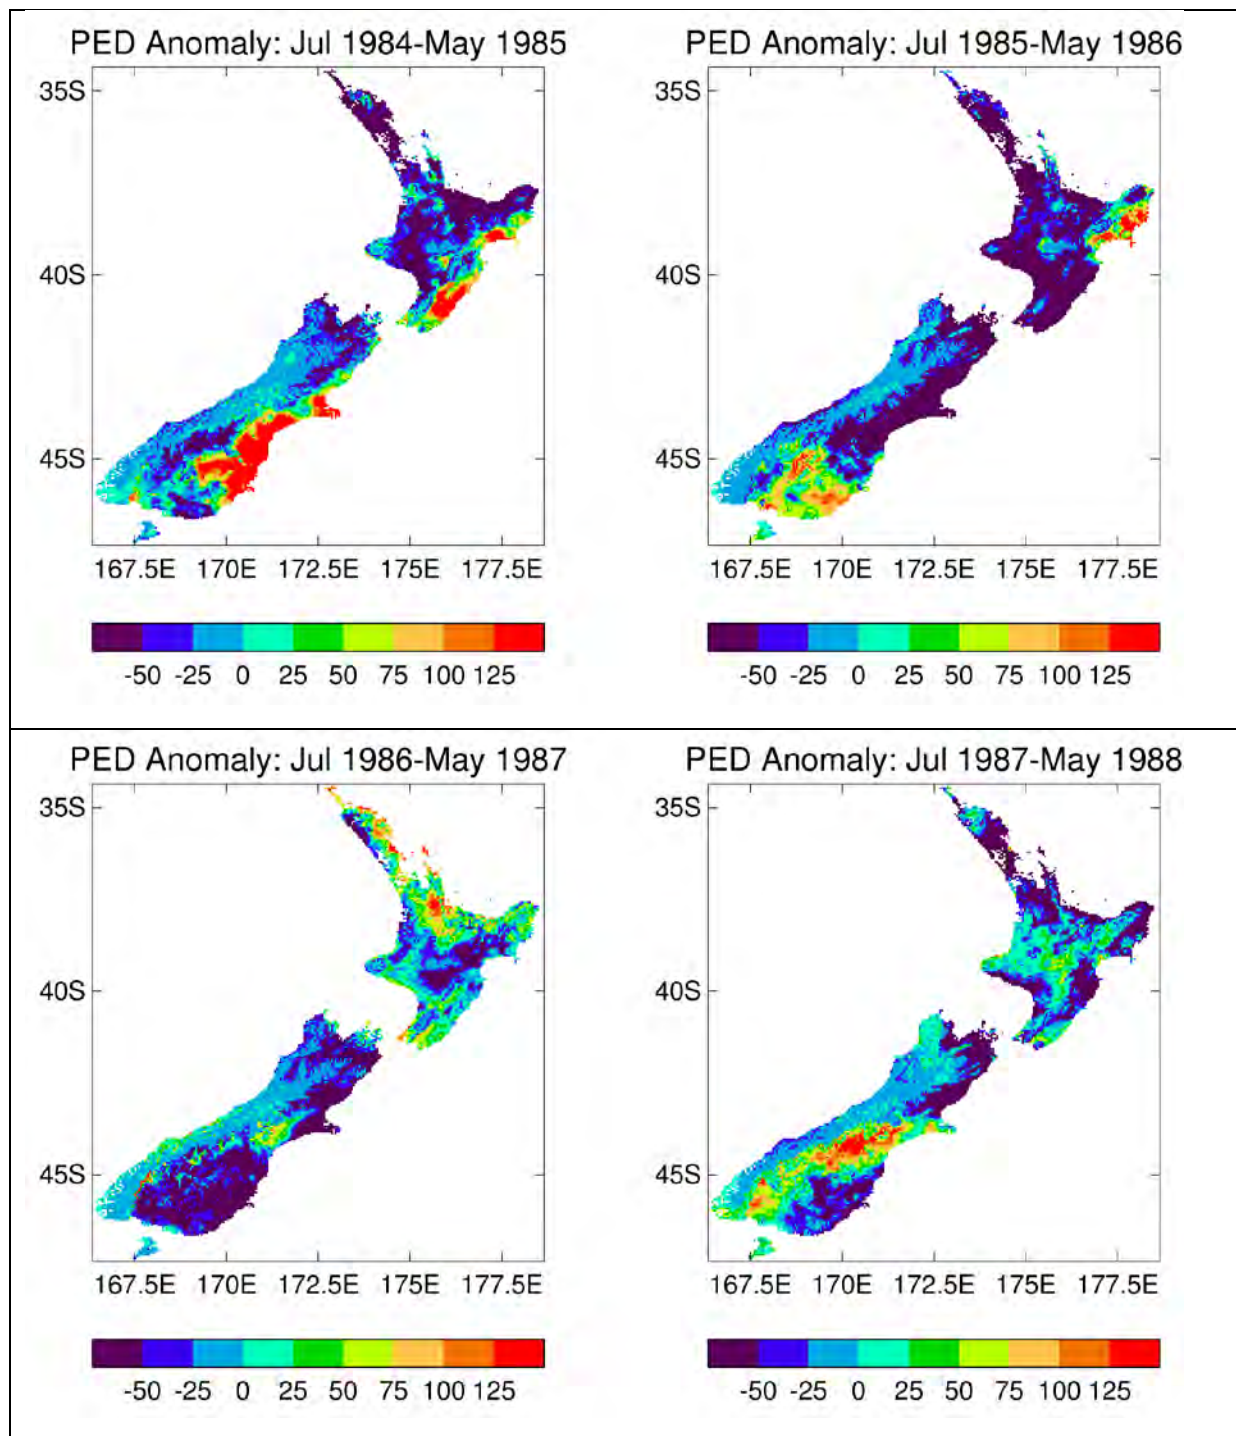 PED Anomaly: Jul 1984-May 1985
35S
40S
45S
167.5E 170E 172.5E 175E 177.5E
-50 -25 0 25 50 75 100 125
PED Anomaly: Jul 1985-May 1986
35S
40S
45S
167.5E 170E 172.5E 175E 177.5E
-50 -25 0 25 50 75 100 125
PED Anomaly: Jul 1986-May 1987
35S
40S
45S
167.5E 170E 172.5E 175E 177.5E
-50 -25 0 25 50 75 100 125
PED Anomaly: Jul 1987-May 1988
35S
40S
45S
167.5E 170E 172.5E 175E 177.5E
-50 -25 0 25 50 75 100 125